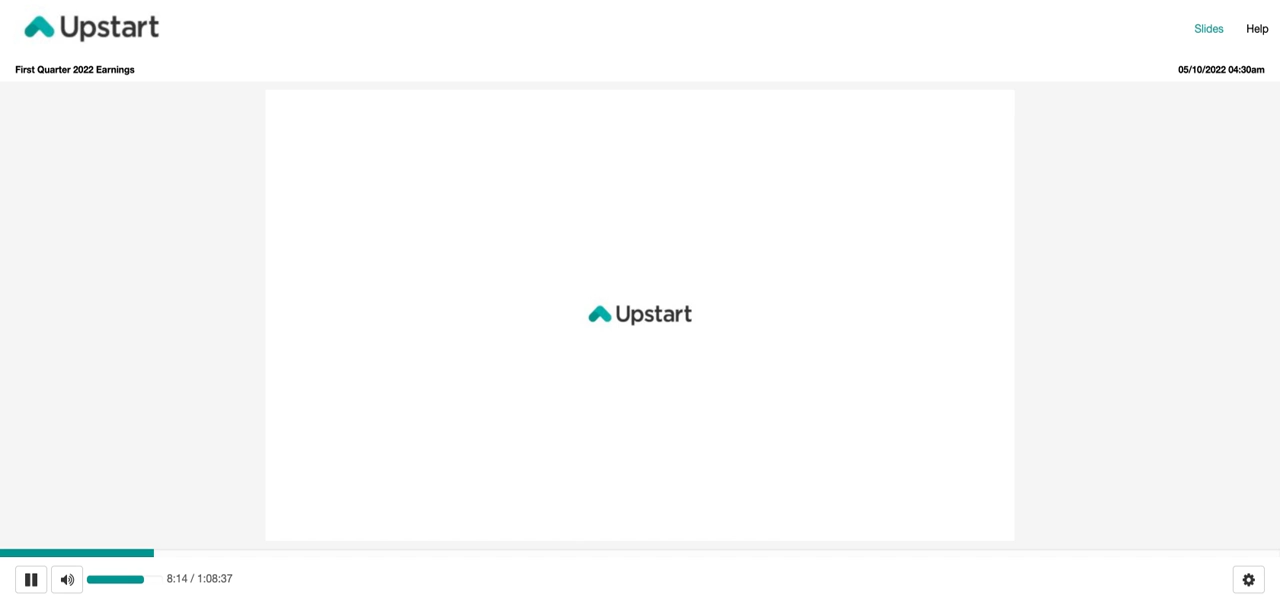 Upstart
Slides Help
First Quarter 2022 Earnings 05/10/2022 04:30am
Upstart
8:14 / 1:08:37